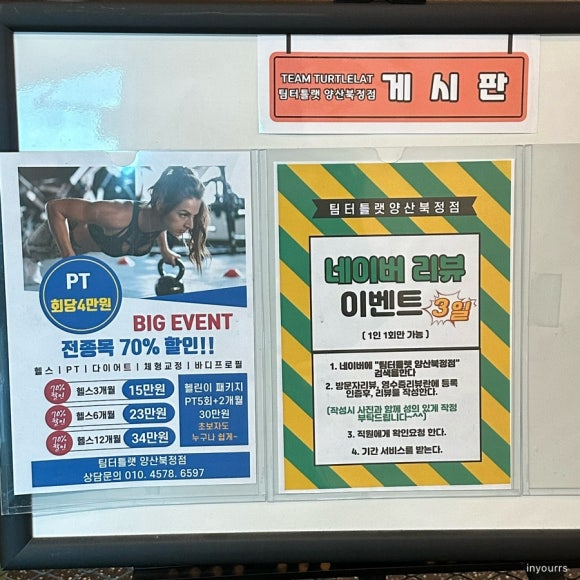 TEAM TURTLELAT
팀터틀랫 양산북정점
게시판
PT
회당4만원
BIG EVENT
전종목 70% 할인!!
헬스 | PT | 다이어트 | 체형교정 | 바디프로필
70% 할인 헬스3개월 15만원
70% 할인 헬스6개월 23만원
70% 할인 헬스12개월 34만원
헬린이 패키지
PT5회+2개월
30만원
초보자도
누구나 쉽게~
팀터틀랫 양산북정점
상담문의 010. 4578. 6597
팀터틀랫양산북정점
네이버 리뷰
이벤트 3일
( 1인 1회만 가능 )
1. 네이버에 "팀터틀랫 양산북정점"
검색을한다
2. 방문자리뷰, 영수증리뷰란에 등록
인증후, 리뷰을 작성한다.
(작성시 사진과 함께 성의 있게 작성
부탁드립니다~^^)
3. 직원에게 확인요청 한다.
4. 기간 서비스를 받는다.
inyourrs